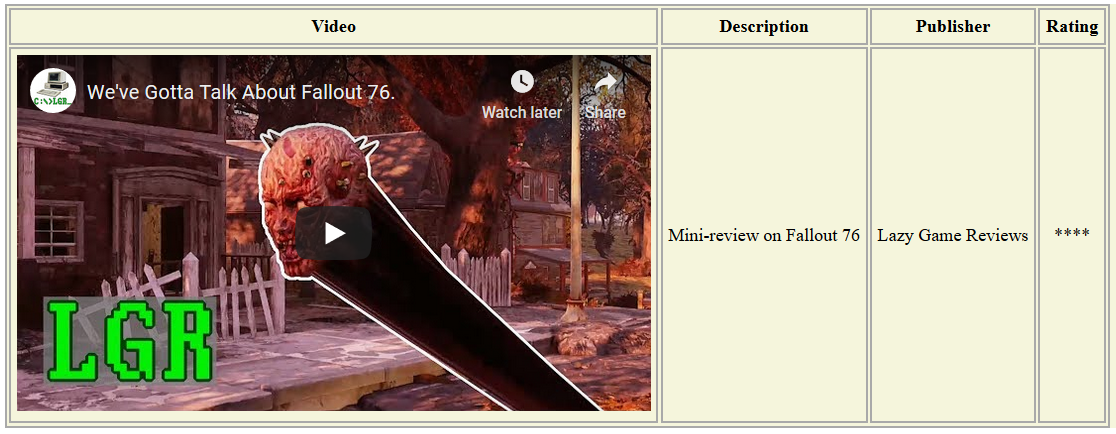 Video Description Publisher Rating
We've Gotta Talk About Fallout 76.
Watch later Share
C:\>LGR_
Mini-review on Fallout 76 Lazy Game Reviews ****
LGR